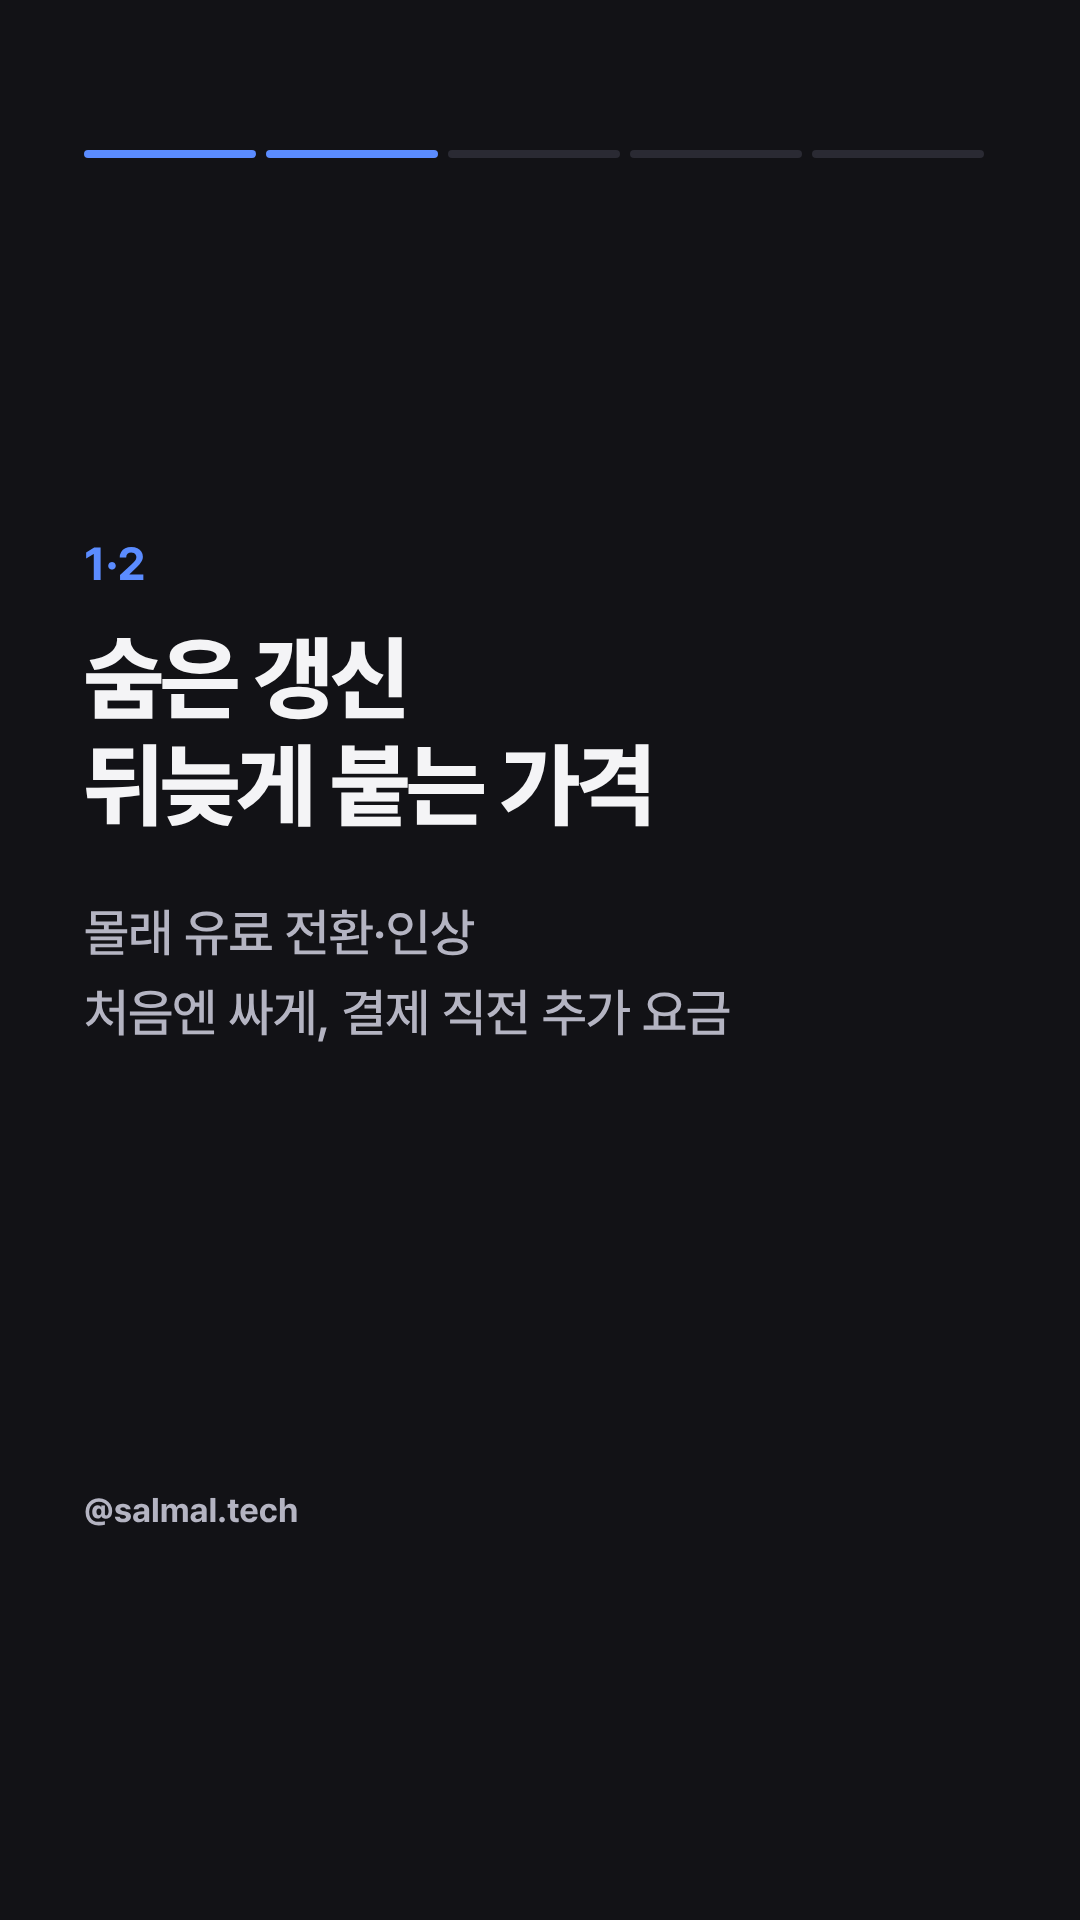 1·2
숨은 갱신
뒤늦게 붙는 가격
몰래 유료 전환·인상
처음엔 싸게, 결제 직전 추가 요금
@salmal.tech